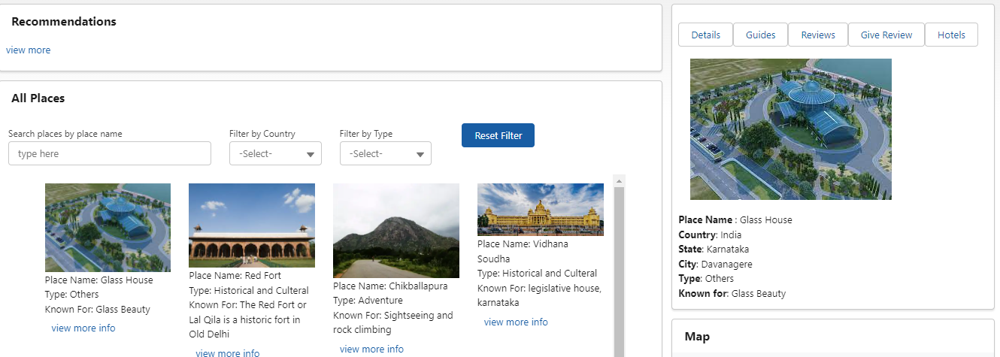 Recommendations
view more
All Places
Search places by place name
type here
Filter by Country
-Select-
Filter by Type
-Select-
Reset Filter
Place Name: Glass House
Type: Others
Known For: Glass Beauty
view more info
Place Name: Red Fort
Type: Historical and Culteral
Known For: The Red Fort or
Lal Qila is a historic fort in
Old Delhi
view more info
Place Name: Chikballapura
Type: Adventure
Known For: Sightseeing and
rock climbing
view more info
Place Name: Vidhana
Soudha
Type: Historical and Culteral
Known For: legislative house,
karnataka
view more info
Details
Guides
Reviews
Give Review
Hotels
Place Name : Glass House
Country: India
State: Karnataka
City: Davanagere
Type: Others
Known for: Glass Beauty
Map